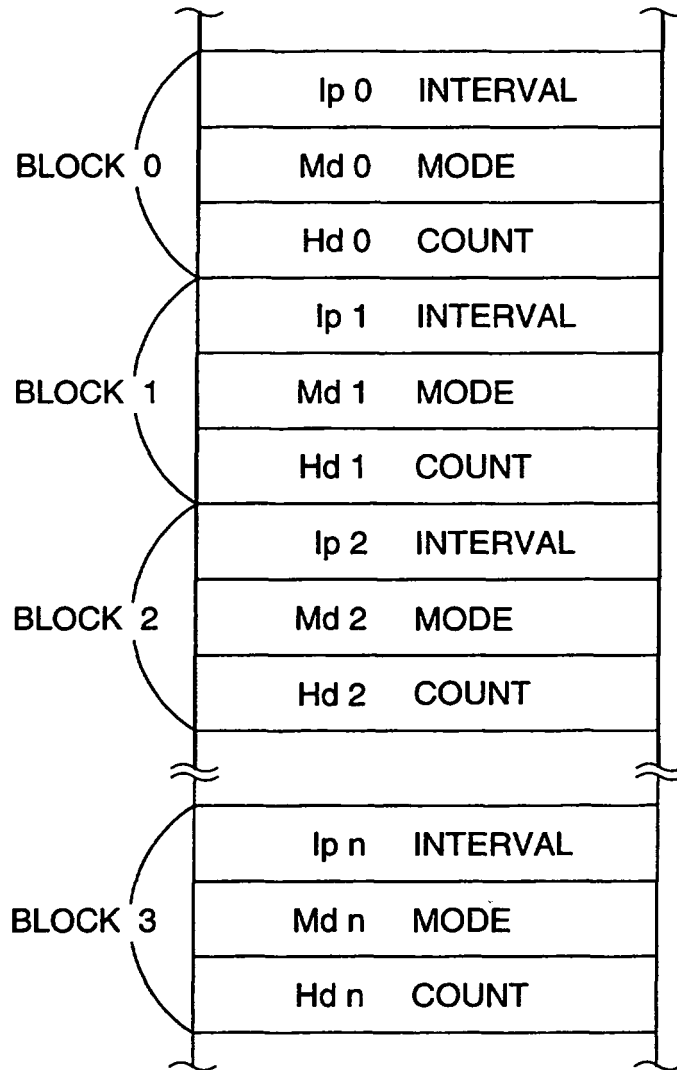 Ip 0 INTERVAL
BLOCK 0 Md 0 MODE
Hd 0 COUNT
Ip 1 INTERVAL
BLOCK 1 Md 1 MODE
Hd 1 COUNT
Ip 2 INTERVAL
BLOCK 2 Md 2 MODE
Hd 2 COUNT
Ip n INTERVAL
BLOCK 3 Md n MODE
Hd n COUNT